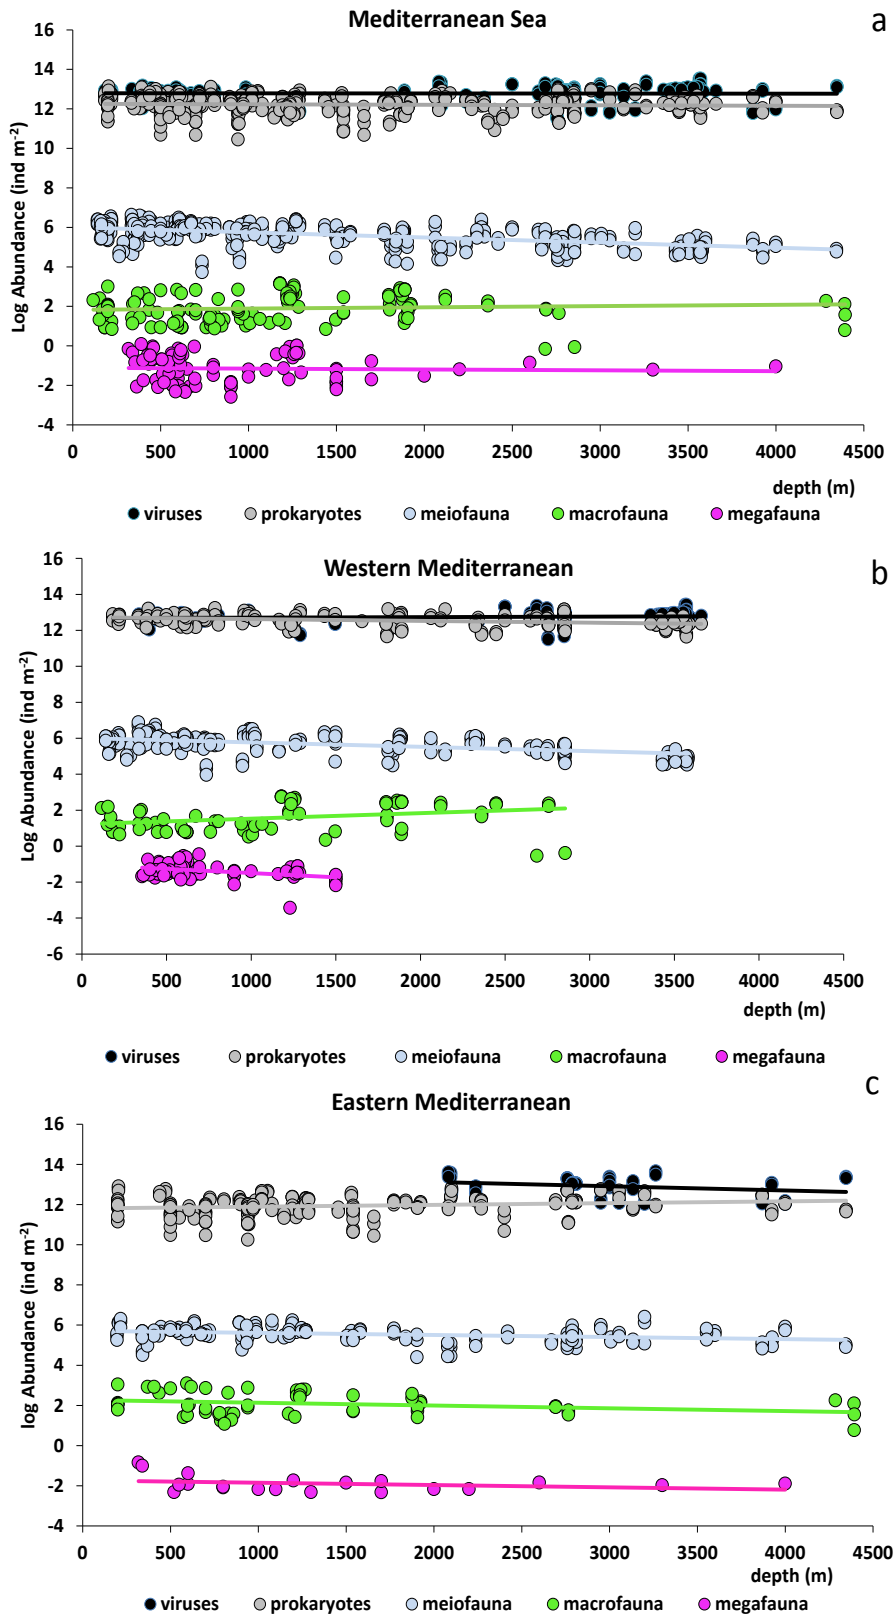 Mediterranean Sea
a
16
14
12
10
8
6
4
2
0
-2
-4
Log Abundance (ind m-2)
0 500 1000 1500 2000 2500 3000 3500 4000 4500
depth (m)
viruses prokaryotes meiofauna macrofauna megafauna
Western Mediterranean
b
16
14
12
10
8
6
4
2
0
-2
-4
-6
Log Abundance (ind m-2)
0 500 1000 1500 2000 2500 3000 3500 4000 4500
depth (m)
viruses prokaryotes meiofauna macrofauna megafauna
c
Eastern Mediterranean
16
14
12
10
8
6
4
2
0
-2
-4
log Abundance (ind m-2)
0 500 1000 1500 2000 2500 3000 3500 4000 4500
depth (m)
viruses prokaryotes meiofauna macrofauna megafauna